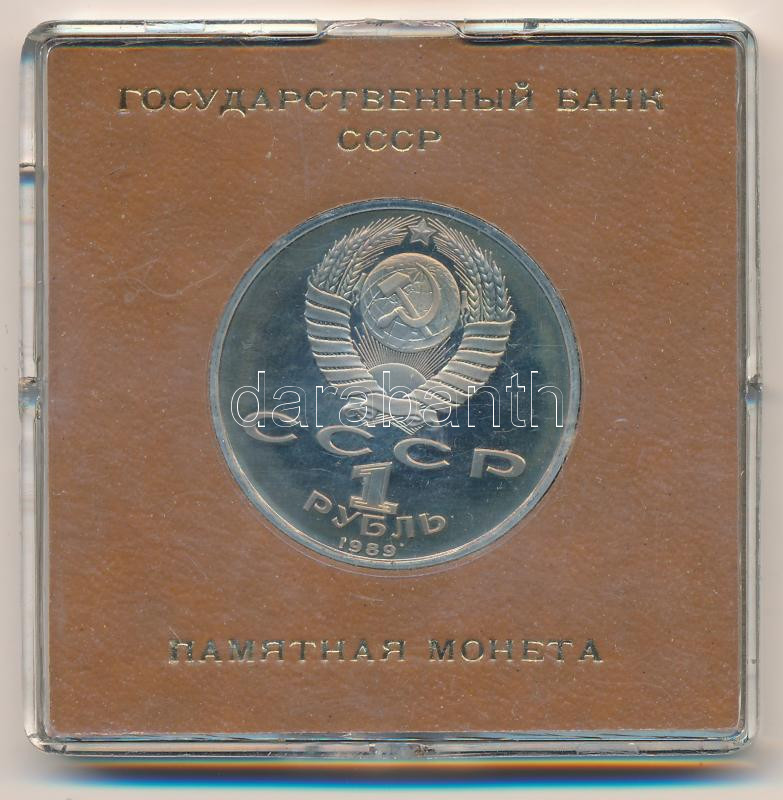 ГОСУДАРСТВЕННЫЙ БАНК
СССР
darabanth
СССР
1
РУБЛЬ
1989
ПАМЯТНАЯ МОНЕТА